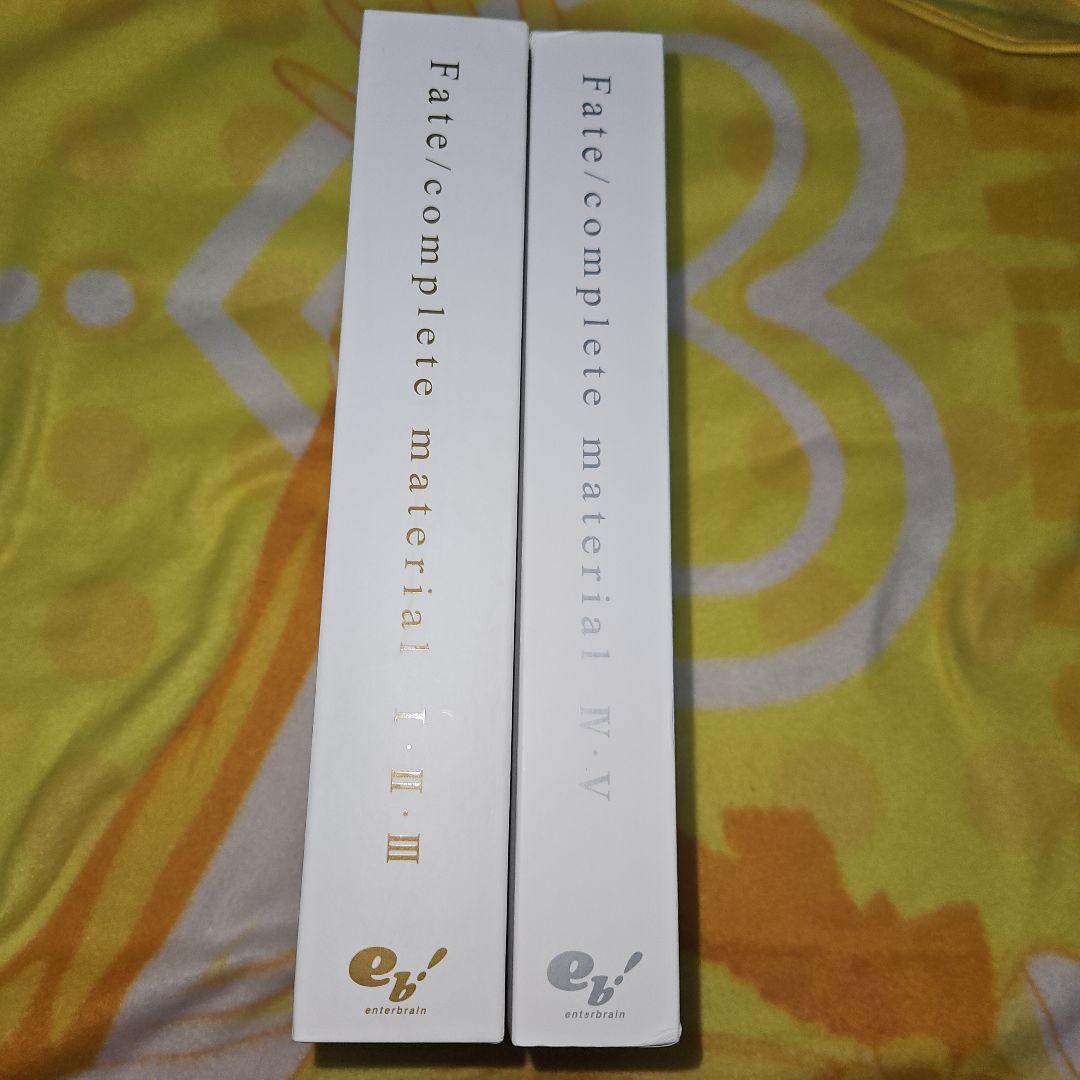 Fate/complete material Ⅰ・Ⅱ・Ⅲ
eb!
enterbrain
Fate/complete material Ⅳ・Ⅴ
eb!
enterbrain